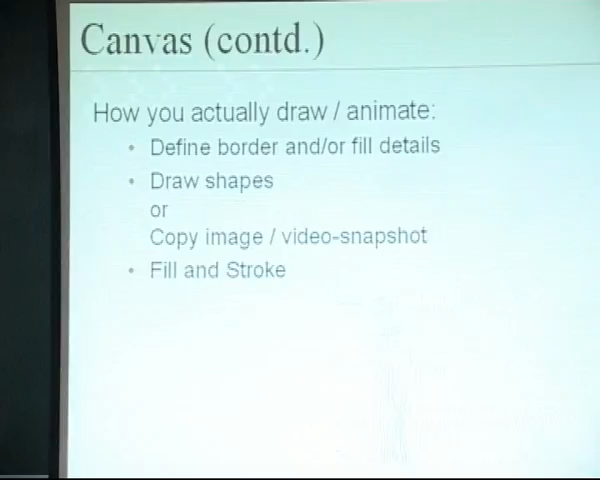 Canvas (contd.)
How you actually draw / animate:
• Define border and/or fill details
• Draw shapes
or
Copy image / video-snapshot
• Fill and Stroke